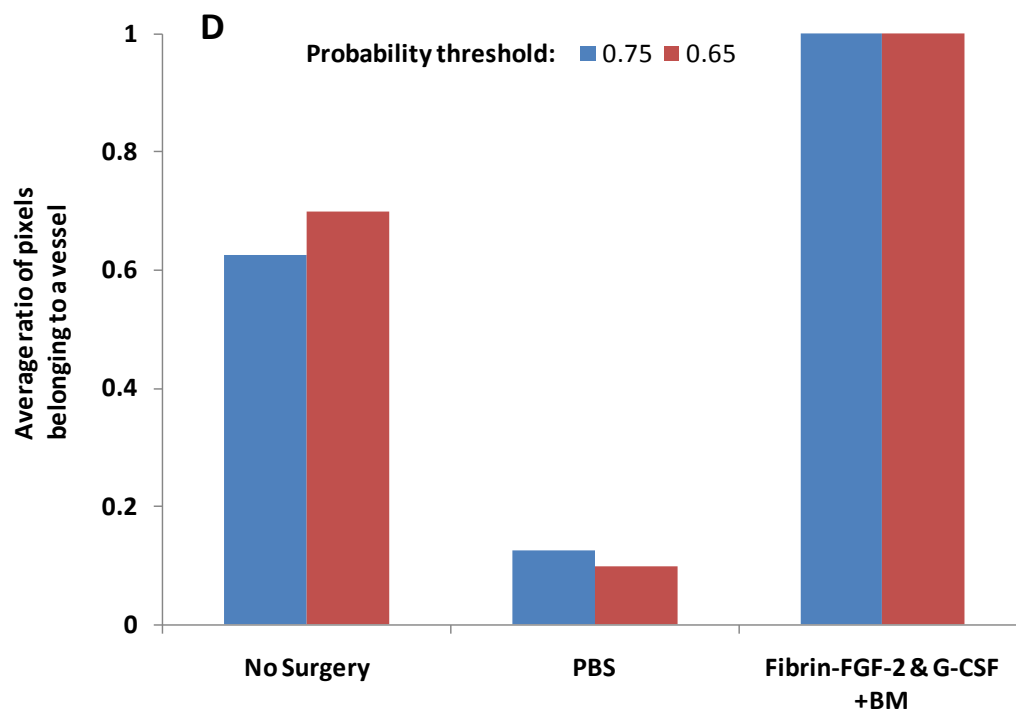 D
Probability threshold: 0.75 0.65
Average ratio of pixels
belonging to a vessel
1
0.8
0.6
0.4
0.2
0
No Surgery
PBS
Fibrin-FGF-2 & G-CSF
+BM